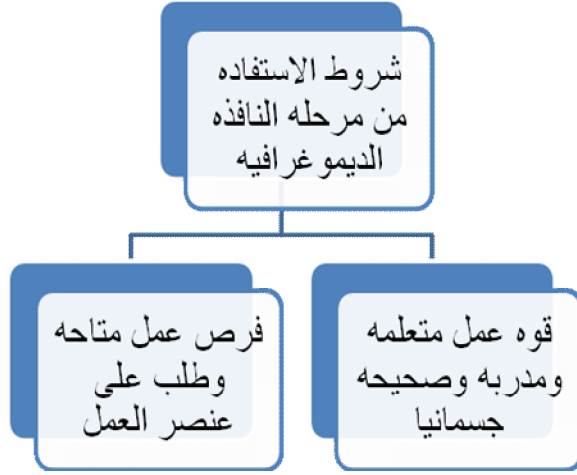 شروط الاستفاده
من مرحله النافذه
الديموغرافيه
قوه عمل متعلمه
ومدربه وصحيحه
جسمانيا
فرص عمل متاحه
وطلب على
عنصر العمل